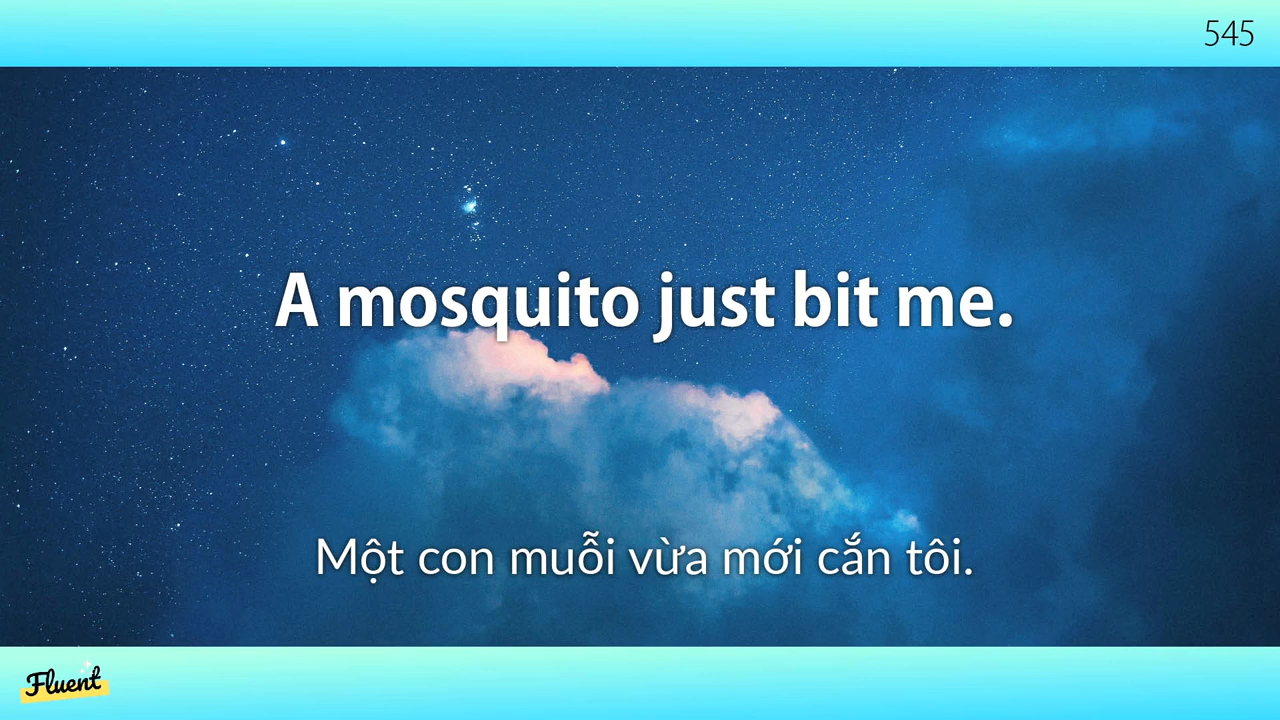 545
A mosquito just bit me.
Một con muỗi vừa mới cắn tôi.
Fluent